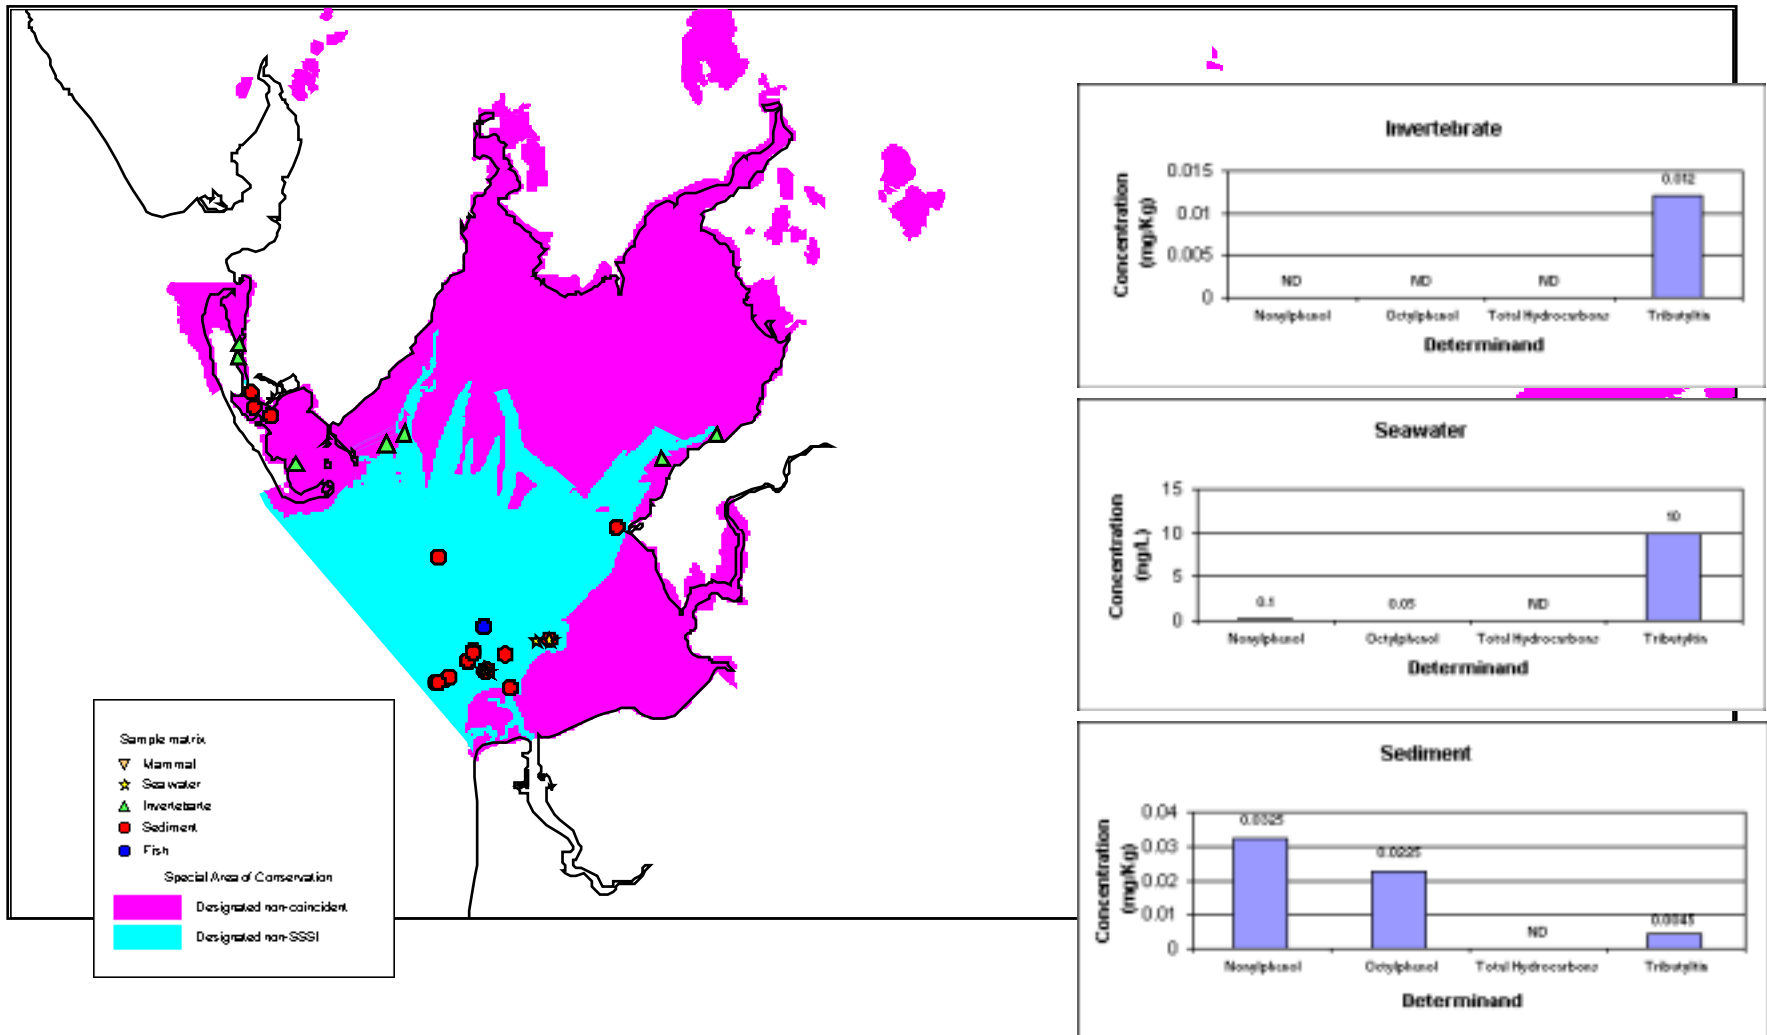 Invertebrate
Concentration
(mg/Kg)
0.015
0.01
0.005
0
ND
ND
ND
0.012
Nonylphenol
Octylphenol
Total Hydrocarbons
Tributyltin
Determinand
Seawater
Concentration
(ng/L)
15
10
5
0
0.1
0.05
ND
10
Nonylphenol
Octylphenol
Total Hydrocarbons
Tributyltin
Determinand
Sediment
Concentration
(mg/Kg)
0.04
0.03
0.02
0.01
0
0.0325
0.0225
ND
0.0045
Nonylphenol
Octylphenol
Total Hydrocarbons
Tributyltin
Determinand
Sample matrix
Mammal
Seawater
Invertebarte
Sediment
Fish
Special Area of Conservation
Designated non-coincident
Designated non-SSSI